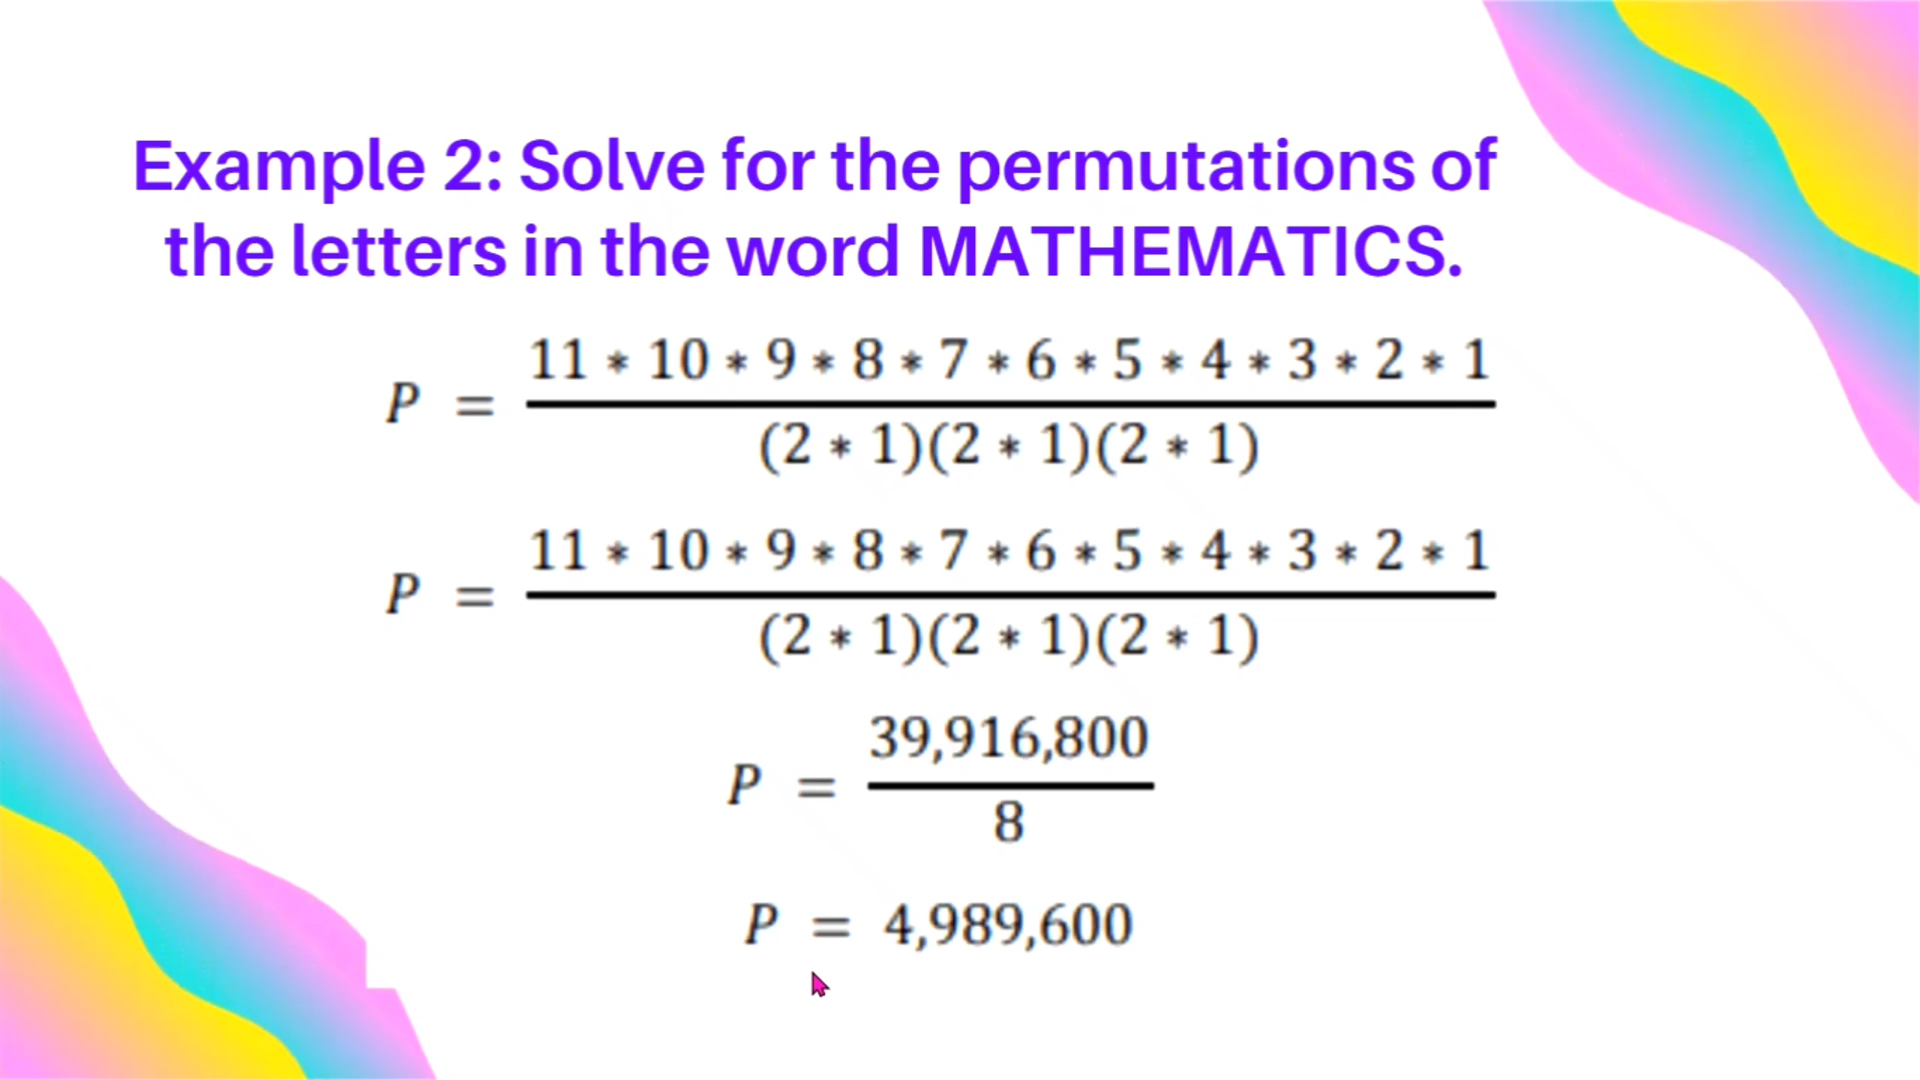 Example 2: Solve for the permutations of
the letters in the word MATHEMATICS.
P = 11 * 10 * 9 * 8 * 7 * 6 * 5 * 4 * 3 * 2 * 1
(2 * 1)(2 * 1)(2 * 1)
P = 11 * 10 * 9 * 8 * 7 * 6 * 5 * 4 * 3 * 2 * 1
(2 * 1)(2 * 1)(2 * 1)
P = 39,916,800
8
P = 4,989,600